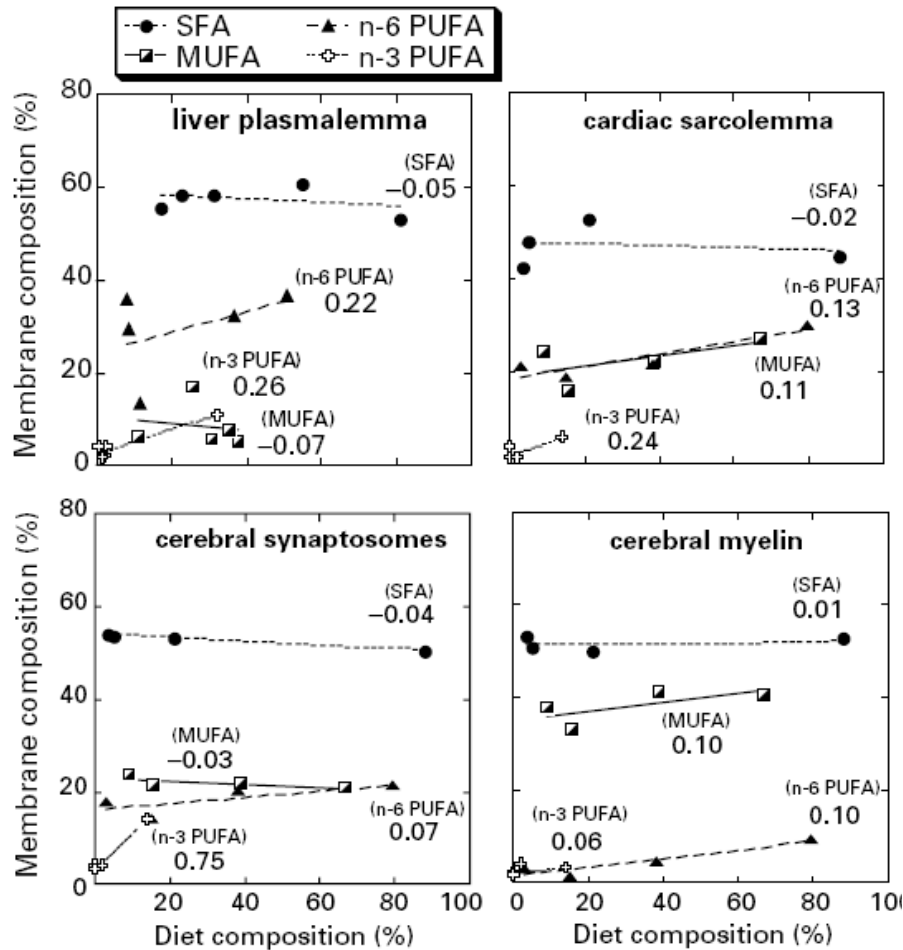 SFA n-6 PUFA
MUFA n-3 PUFA
80
60
40
20
0
Membrane composition (%)
liver plasmalemma
(SFA)
−0.05
(n-6 PUFA)
0.22
(n-3 PUFA)
0.26
(MUFA)
−0.07
cardiac sarcolemma
(SFA)
−0.02
(n-6 PUFA)
0.13
(MUFA)
0.11
(n-3 PUFA)
0.24
80
60
40
20
0
Membrane composition (%)
cerebral synaptosomes
(SFA)
−0.04
(MUFA)
−0.03
(n-6 PUFA)
0.07
(n-3 PUFA)
0.75
0 20 40 60 80 100
Diet composition (%)
cerebral myelin
(SFA)
0.01
(MUFA)
0.10
(n-6 PUFA)
0.10
(n-3 PUFA)
0.06
0 20 40 60 80 100
Diet composition (%)